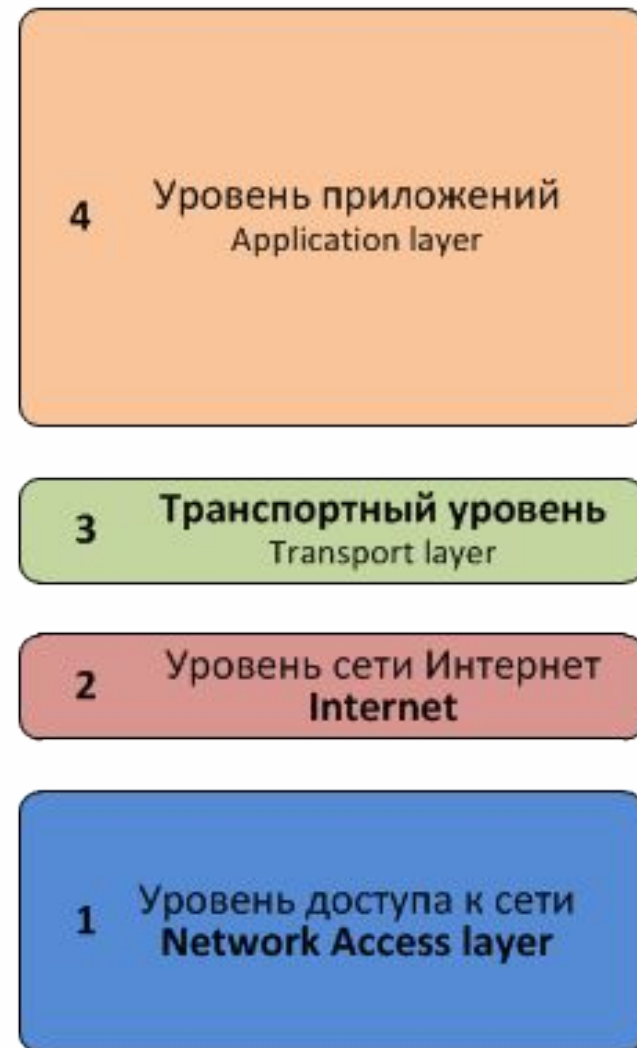 4
Уровень приложений
Application layer
3
Транспортный уровень
Transport layer
2
Уровень сети Интернет
Internet
1
Уровень доступа к сети
Network Access layer